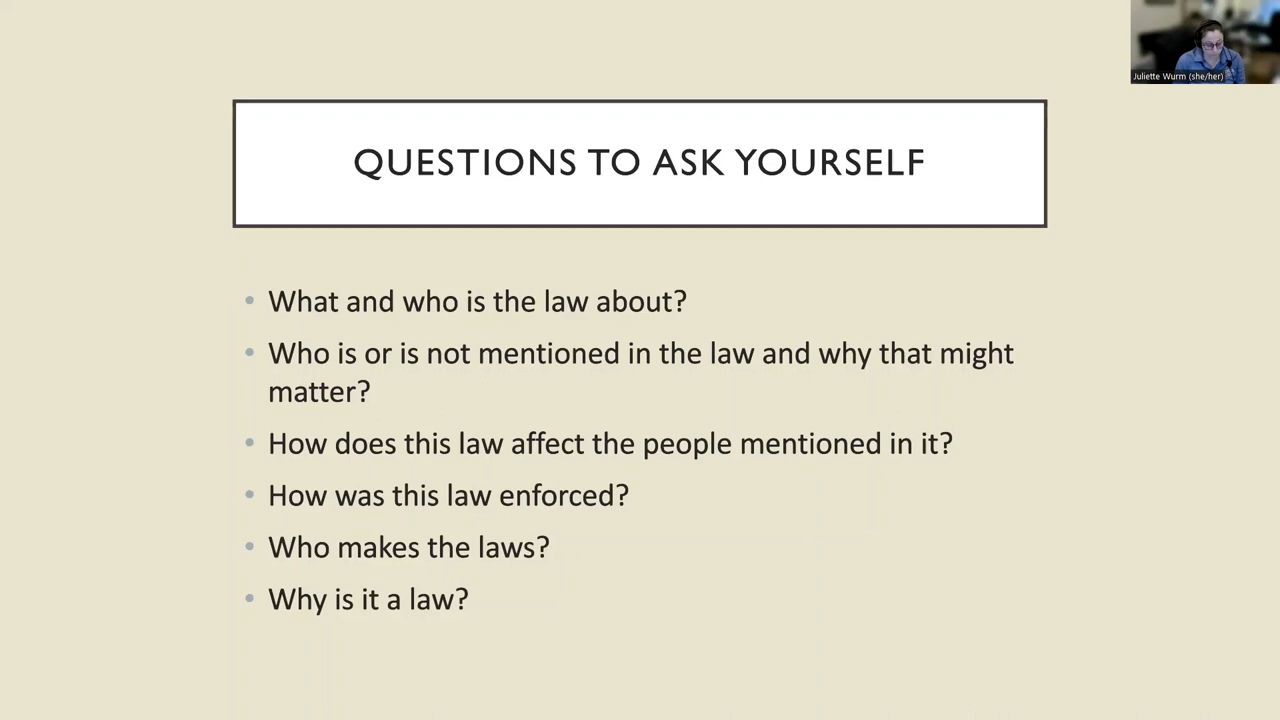 Juliette Wurm (she/her)
QUESTIONS TO ASK YOURSELF
• What and who is the law about?
• Who is or is not mentioned in the law and why that might
matter?
• How does this law affect the people mentioned in it?
• How was this law enforced?
• Who makes the laws?
• Why is it a law?